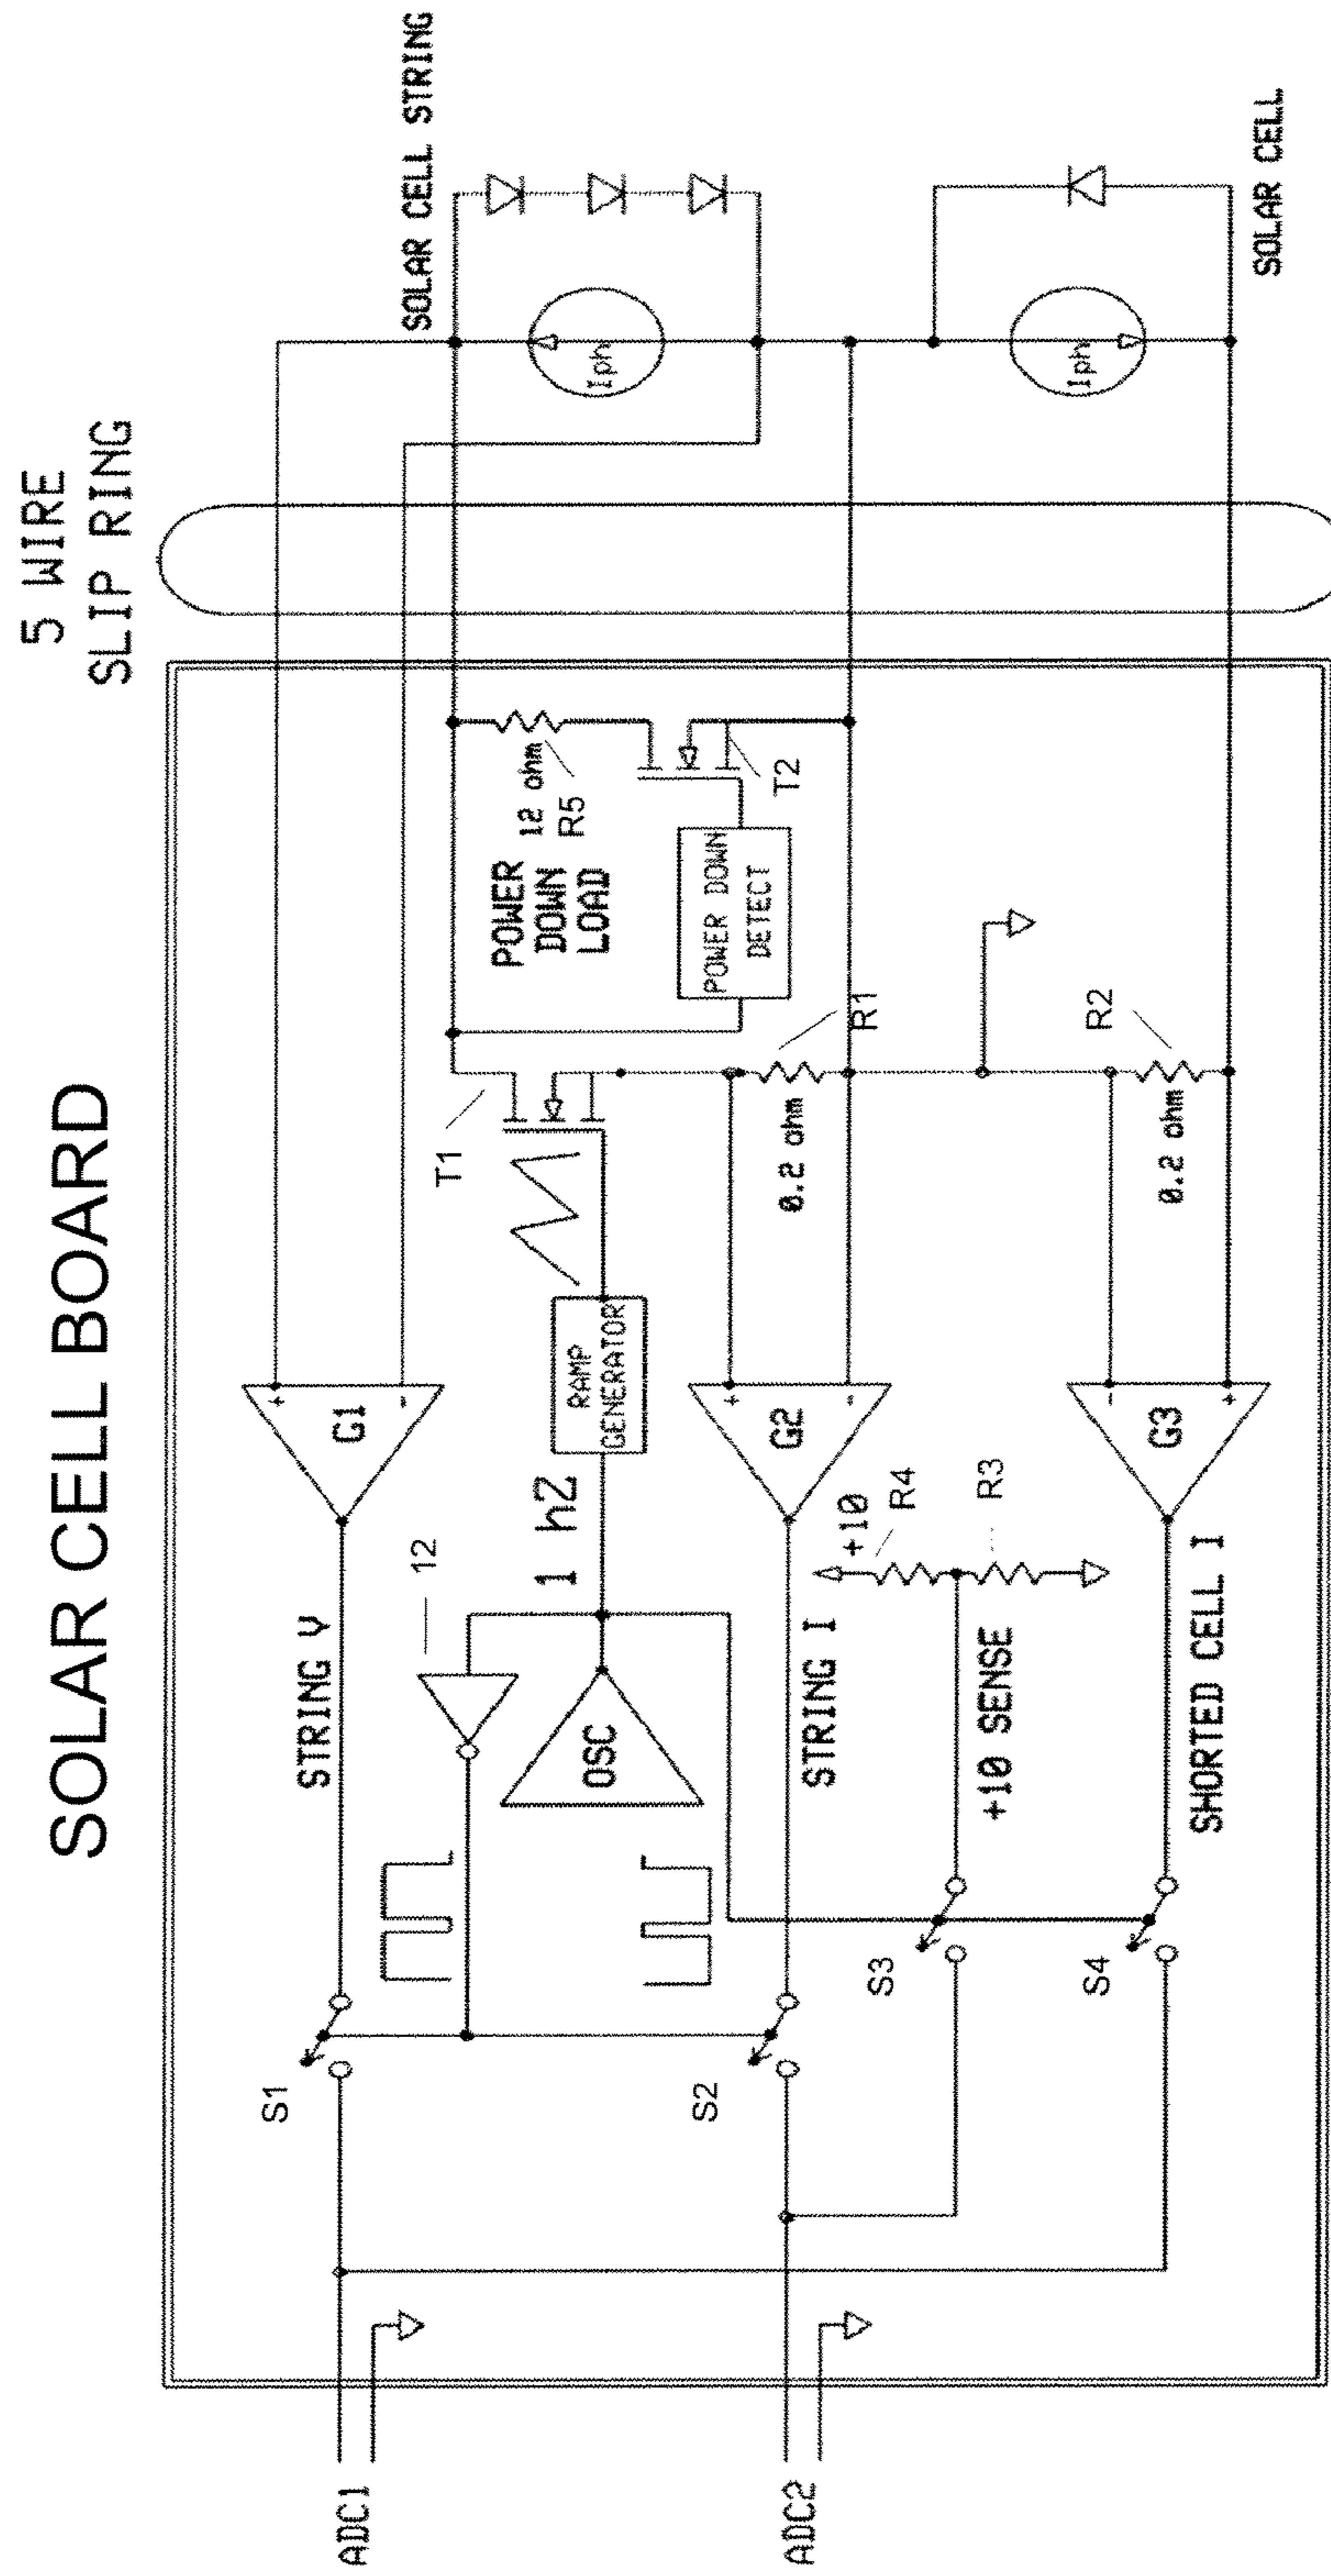 SOLAR CELL BOARD
5 WIRE
SLIP RING
SOLAR CELL STRING
Iph
Iph
SOLAR CELL
STRING V
G1
+
-
S1
12
OSC
1 hZ
RAMP
GENERATOR
T1
POWER
DOWN
LOAD
12 ohm
R5
T2
POWER DOWN
DETECT
STRING I
G2
+
-
S2
0.2 ohm
R1
+10
R4
R3
+10 SENSE
S3
SHORTED CELL I
G3
-
+
S4
0.2 ohm
R2
ADC1
ADC2